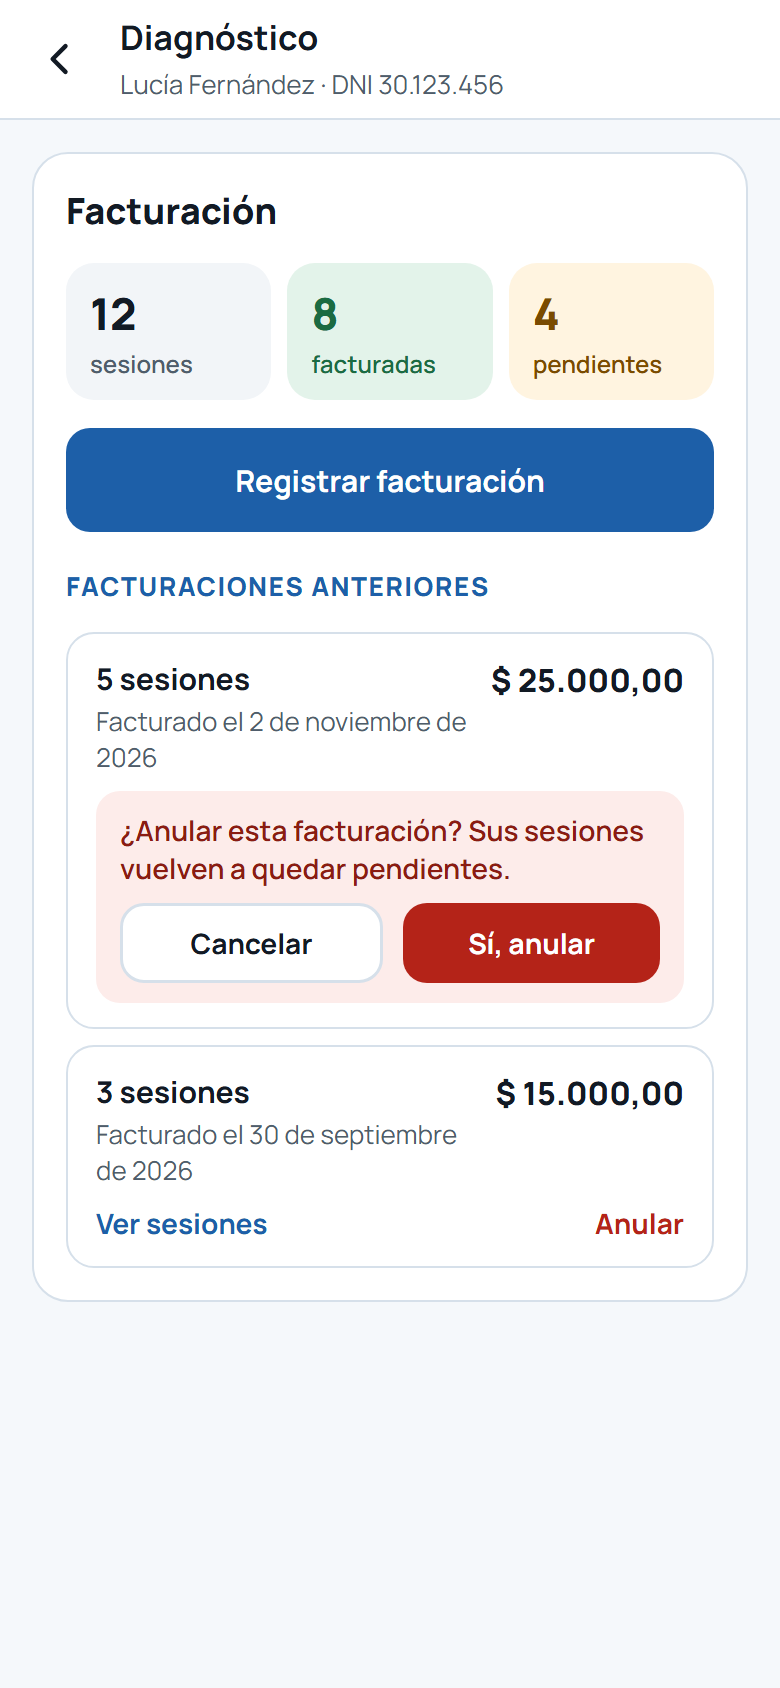 Diagnóstico
Lucía Fernández · DNI 30.123.456
Facturación
12
sesiones
8
facturadas
4
pendientes
Registrar facturación
FACTURACIONES ANTERIORES
5 sesiones
$ 25.000,00
Facturado el 2 de noviembre de
2026
¿Anular esta facturación? Sus sesiones
vuelven a quedar pendientes.
Cancelar
Sí, anular
3 sesiones
$ 15.000,00
Facturado el 30 de septiembre
de 2026
Ver sesiones
Anular